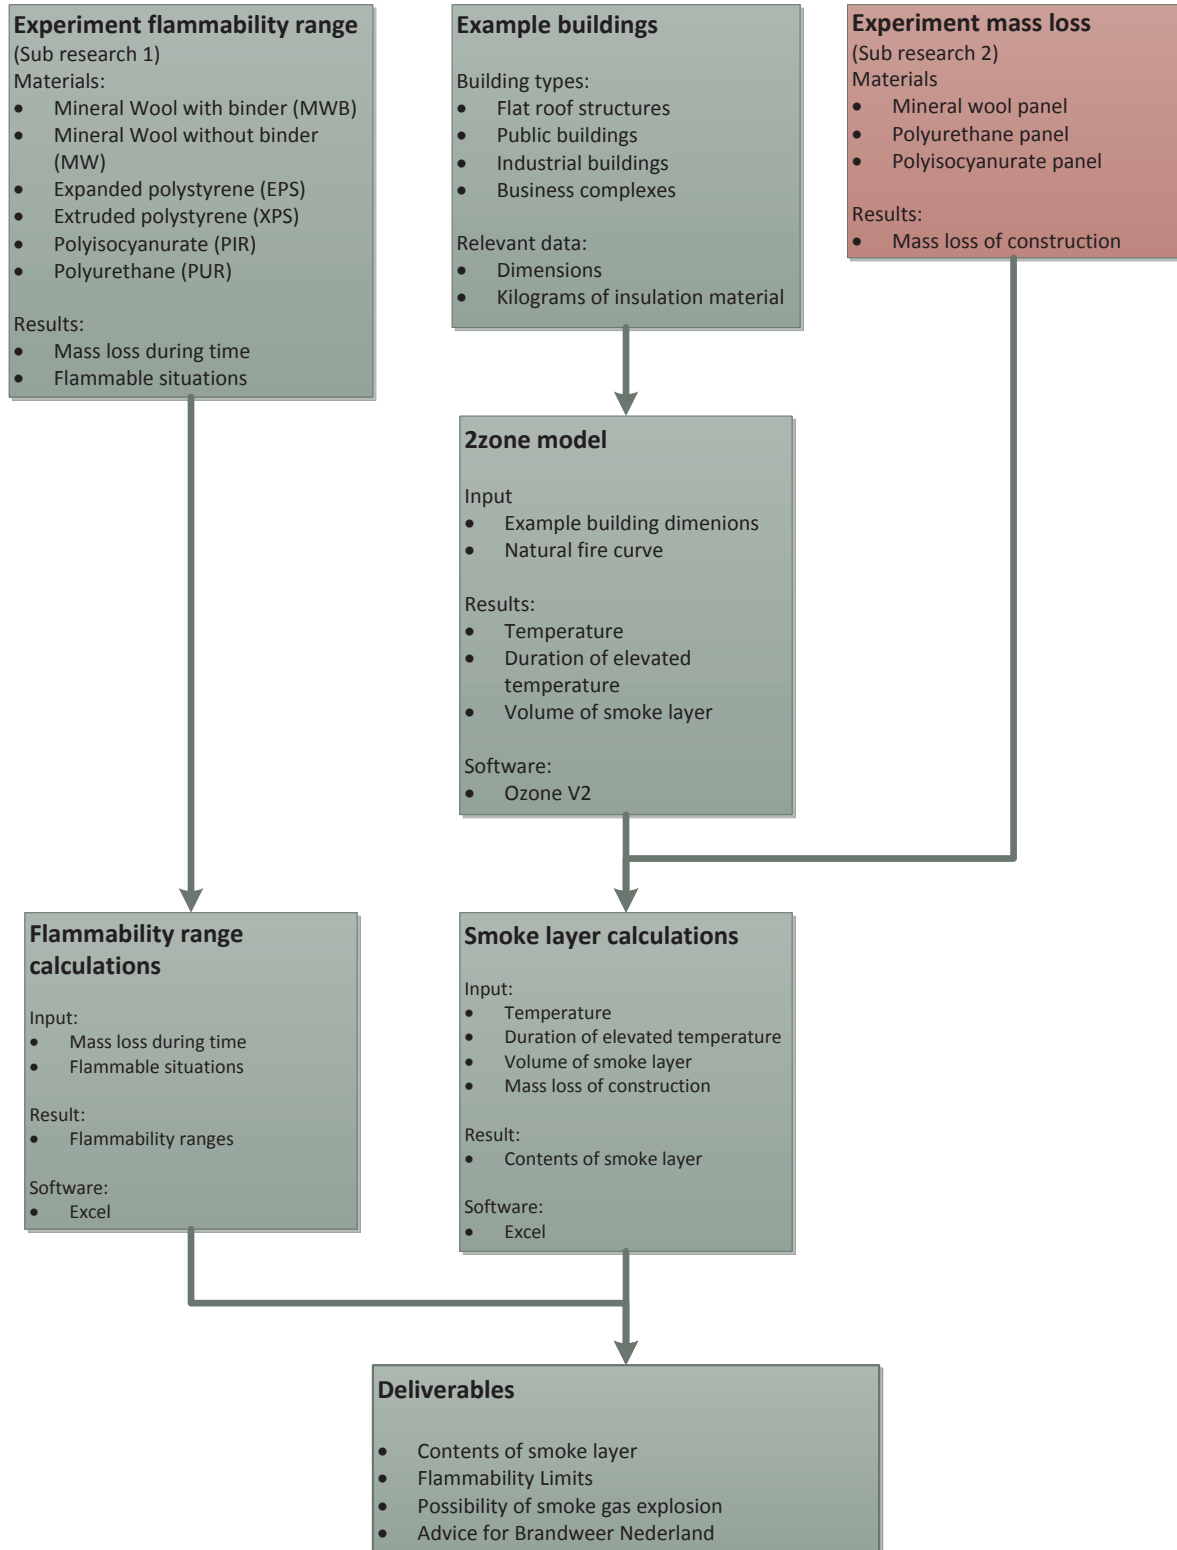 Experiment flammability range
(Sub research 1)
Materials:
• Mineral Wool with binder (MWB)
• Mineral Wool without binder
(MW)
• Expanded polystyrene (EPS)
• Extruded polystyrene (XPS)
• Polyisocyanurate (PIR)
• Polyurethane (PUR)
Results:
• Mass loss during time
• Flammable situations
Example buildings
Building types:
• Flat roof structures
• Public buildings
• Industrial buildings
• Business complexes
Relevant data:
• Dimensions
• Kilograms of insulation material
Experiment mass loss
(Sub research 2)
Materials
• Mineral wool panel
• Polyurethane panel
• Polyisocyanurate panel
Results:
• Mass loss of construction
2zone model
Input
• Example building dimenions
• Natural fire curve
Results:
• Temperature
• Duration of elevated
temperature
• Volume of smoke layer
Software:
• Ozone V2
Flammability range
calculations
Input:
• Mass loss during time
• Flammable situations
Result:
• Flammability ranges
Software:
• Excel
Smoke layer calculations
Input:
• Temperature
• Duration of elevated temperature
• Volume of smoke layer
• Mass loss of construction
Result:
• Contents of smoke layer
Software:
• Excel
Deliverables
• Contents of smoke layer
• Flammability Limits
• Possibility of smoke gas explosion
• Advice for Brandweer Nederland